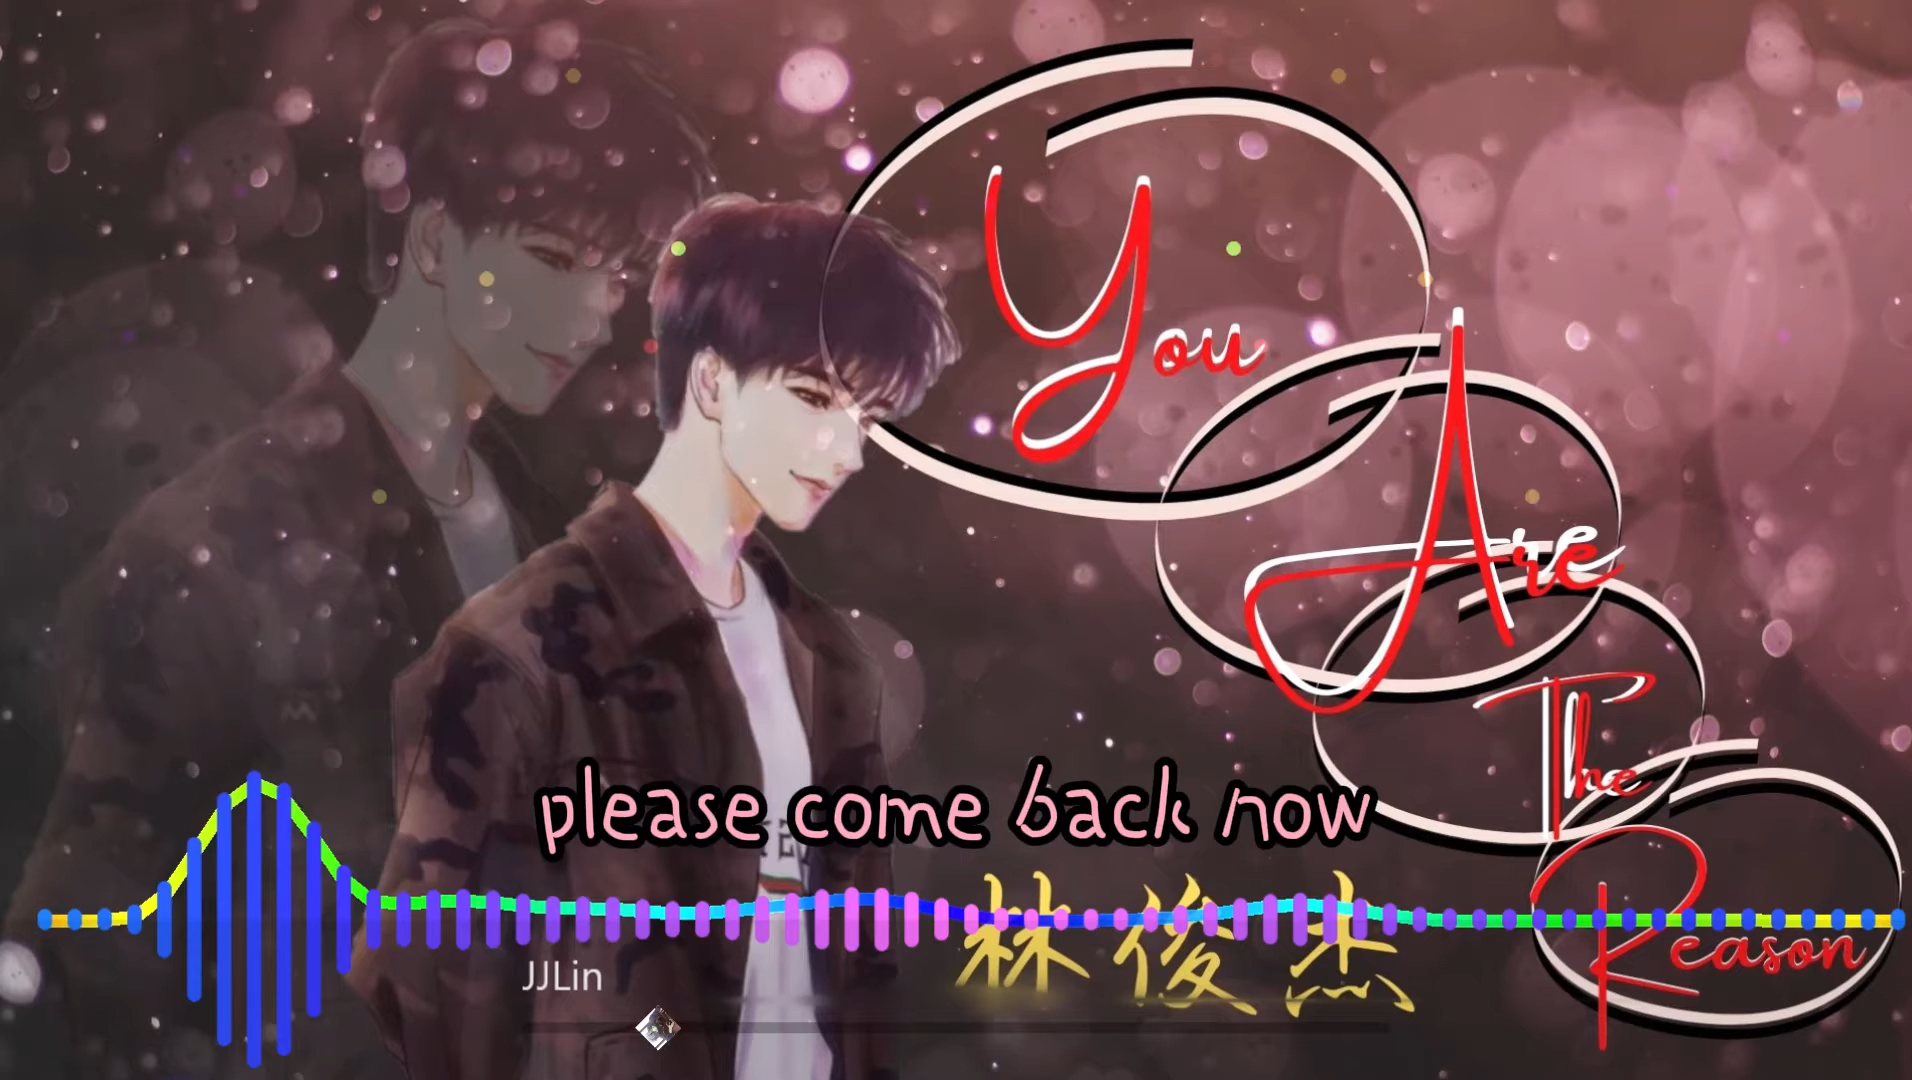 You
Are
The
Reason
please come back now
林俊杰
JJLin